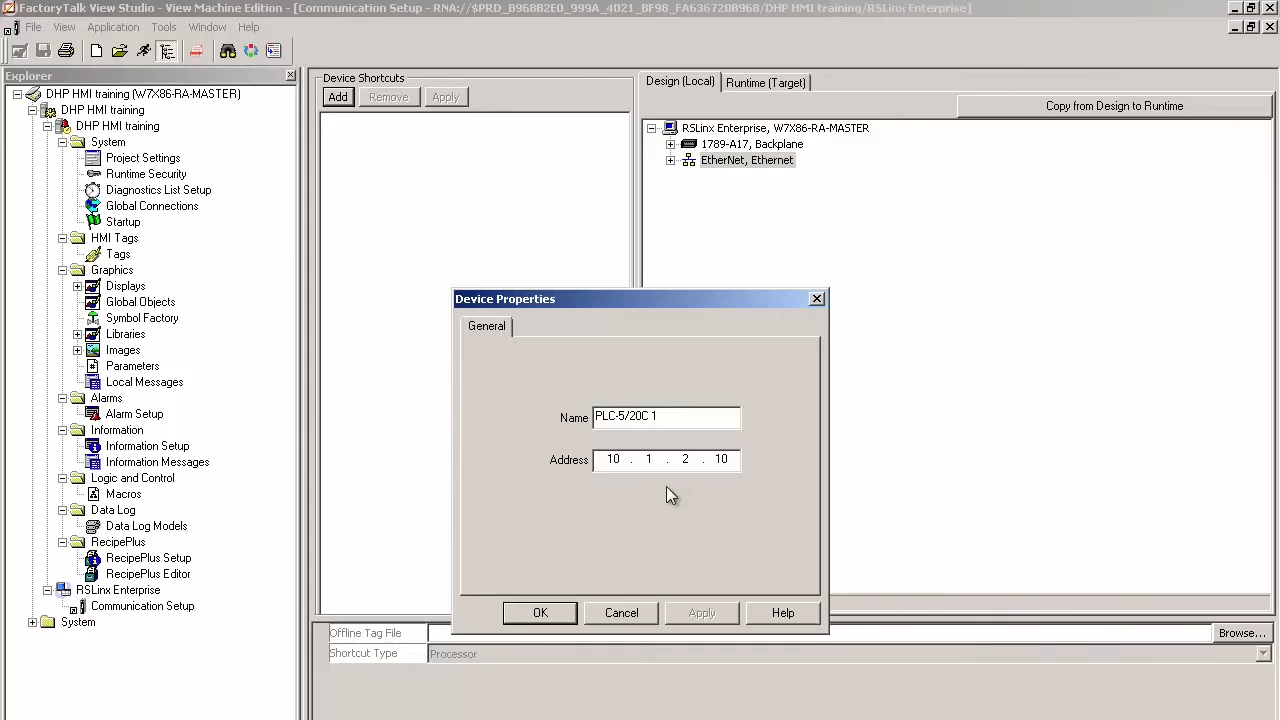 FactoryTalk View Studio - View Machine Edition - [Communication Setup - RNA://$PRD_B968B2E0_999A_4021_BF98_FA636720B968/DHP HMI training/RSLinx Enterprise]
File View Application Tools Window Help
Explorer
DHP HMI training (W7X86-RA-MASTER)
DHP HMI training
DHP HMI training
System
Project Settings
Runtime Security
Diagnostics List Setup
Global Connections
Startup
HMI Tags
Tags
Graphics
Displays
Global Objects
Symbol Factory
Libraries
Images
Parameters
Local Messages
Alarms
Alarm Setup
Information
Information Setup
Information Messages
Logic and Control
Macros
Data Log
Data Log Models
RecipePlus
RecipePlus Setup
RecipePlus Editor
RSLinx Enterprise
Communication Setup
System
Device Shortcuts
Add Remove Apply
Design (Local) Runtime (Target)
Copy from Design to Runtime
RSLinx Enterprise, W7X86-RA-MASTER
1789-A17, Backplane
EtherNet, Ethernet
Device Properties
General
Name PLC-5/20C 1
Address 10 . 1 . 2 . 10
OK Cancel Apply Help
Offline Tag File Browse...
Shortcut Type Processor